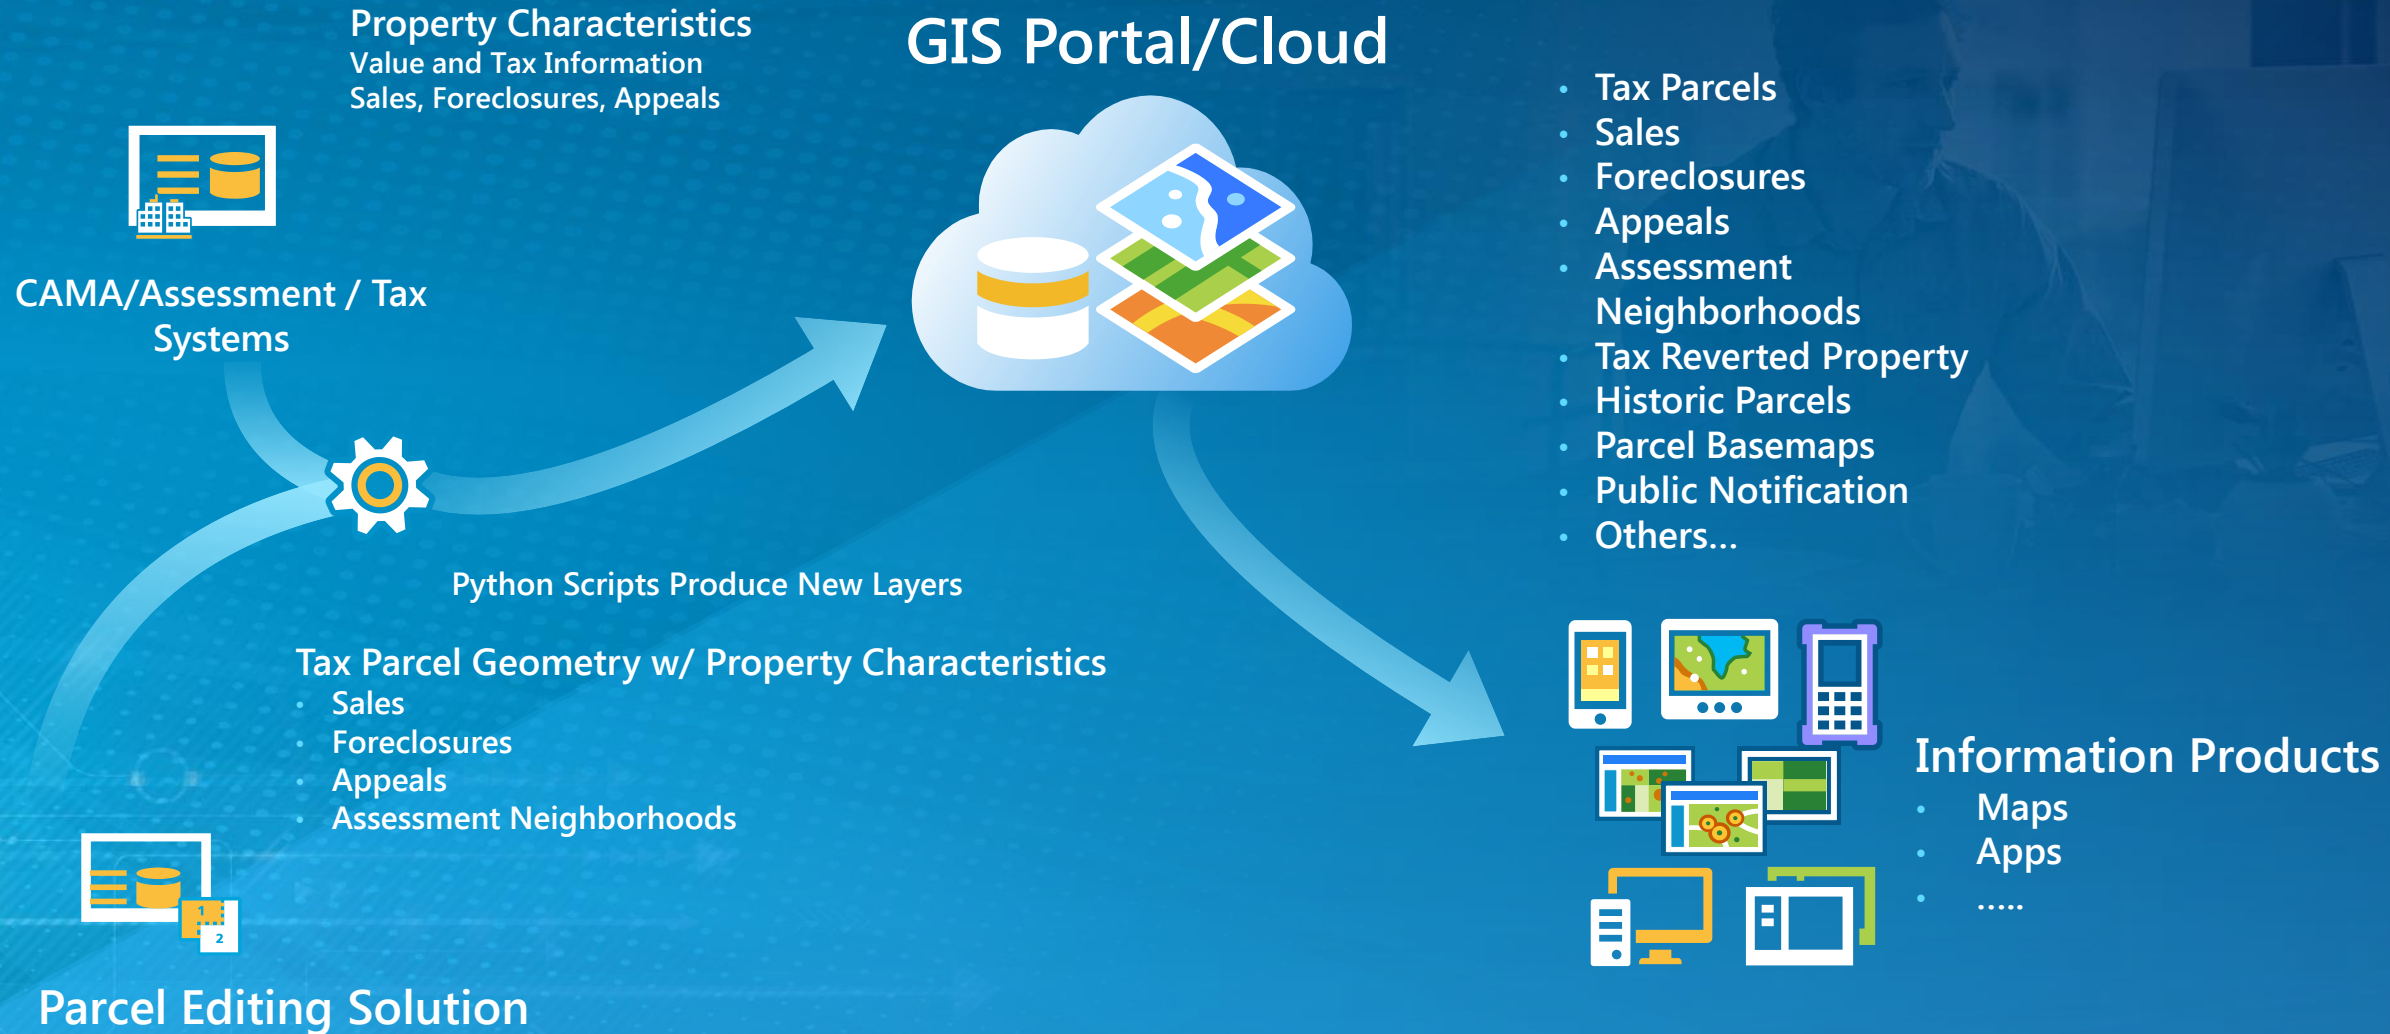 Property Characteristics
Value and Tax Information
Sales, Foreclosures, Appeals
GIS Portal/Cloud
CAMA/Assessment / Tax
Systems
• Tax Parcels
• Sales
• Foreclosures
• Appeals
• Assessment
Neighborhoods
• Tax Reverted Property
• Historic Parcels
• Parcel Basemaps
• Public Notification
• Others...
Python Scripts Produce New Layers
Tax Parcel Geometry w/ Property Characteristics
• Sales
• Foreclosures
• Appeals
• Assessment Neighborhoods
1
2
Parcel Editing Solution
Information Products
• Maps
• Apps
• .....